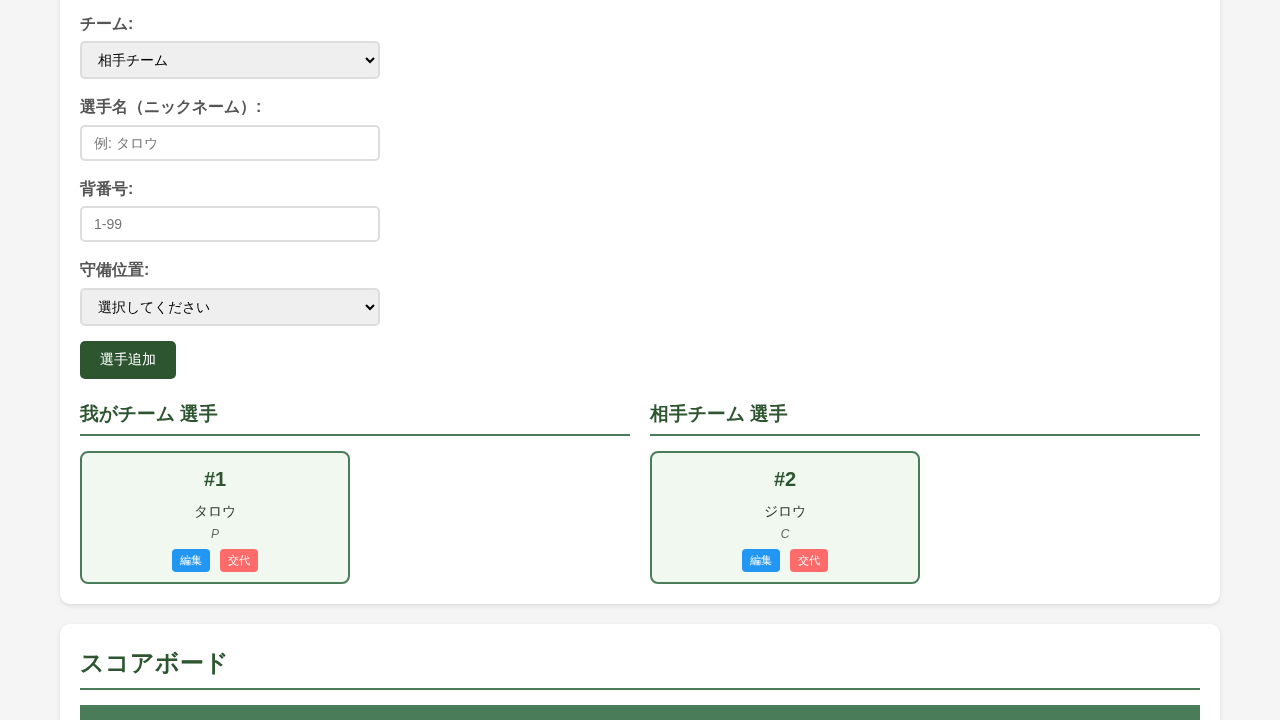 チーム:
相手チーム
選手名（ニックネーム）:
例: タロウ
背番号:
1-99
守備位置:
選択してください
選手追加
我がチーム 選手
#1
タロウ
P
編集 交代
相手チーム 選手
#2
ジロウ
C
編集 交代
スコアボード